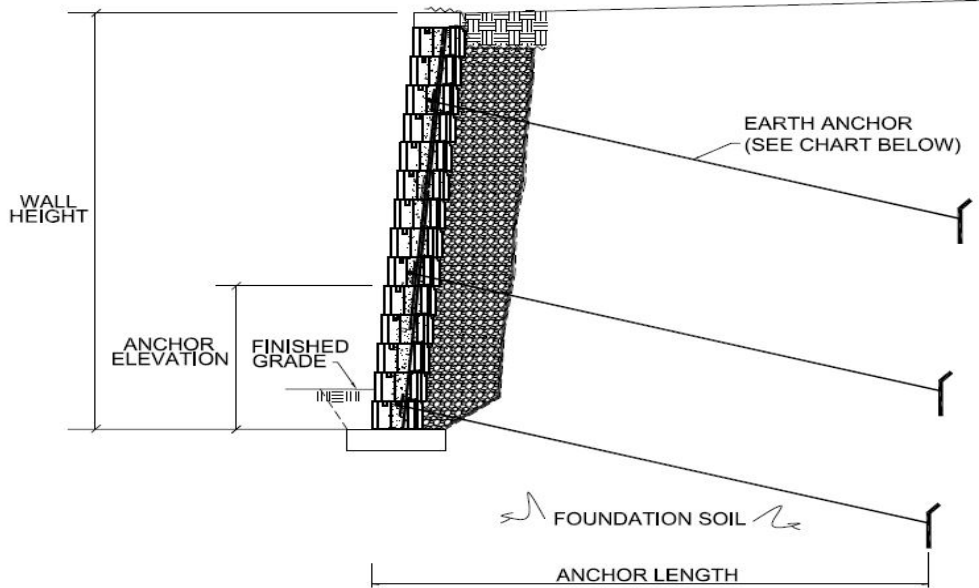 EARTH ANCHOR
(SEE CHART BELOW)
WALL
HEIGHT
ANCHOR
ELEVATION
FINISHED
GRADE
FOUNDATION SOIL
ANCHOR LENGTH